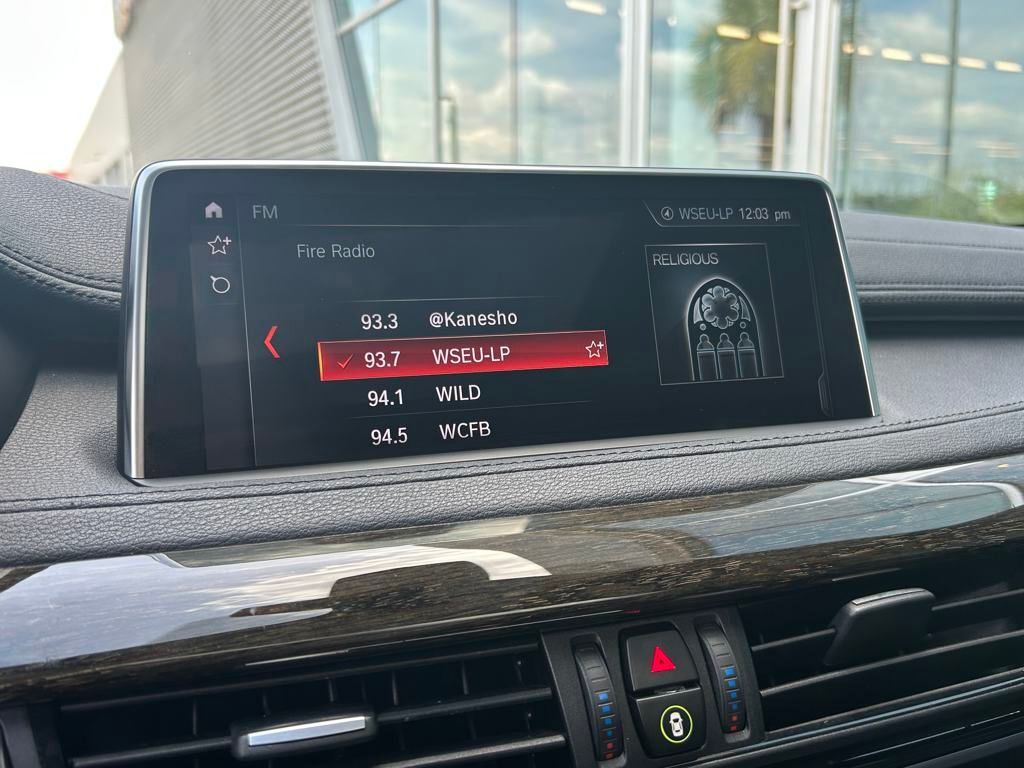 FM
WSEU-LP 12:03 pm
Fire Radio
RELIGIOUS
93.3 @Kanesho
93.7 WSEU-LP
94.1 WILD
94.5 WCFB